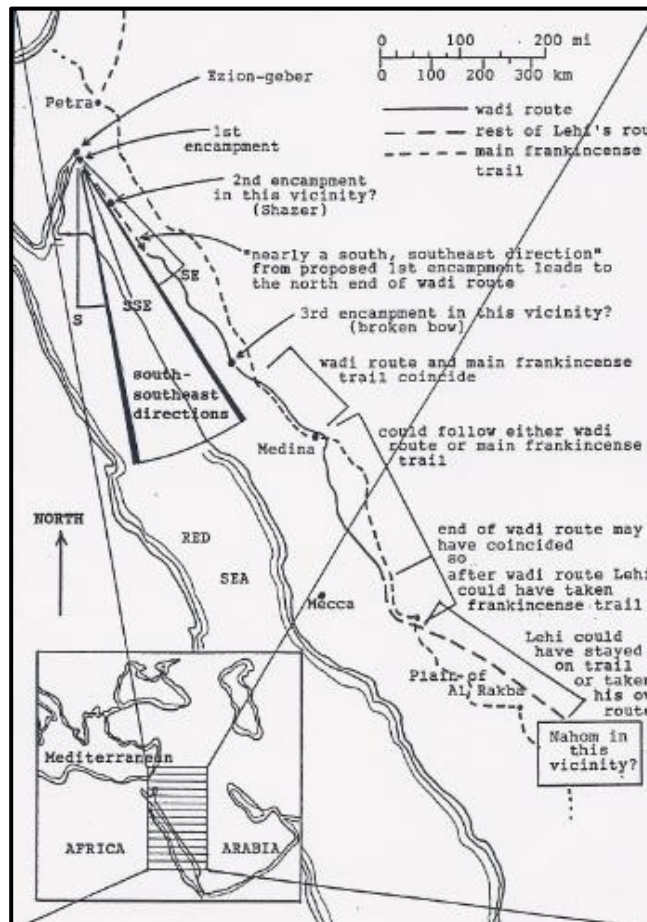 0 100 200 mi
0 100 200 300 km
wadi route
rest of Lehi's rou
main frankincense
trail
Ezion-geber
Petra
1st
encampment
2nd encampment
in this vicinity?
(Shazer)
"nearly a south, southeast direction"
from proposed 1st encampment leads to
the north end of wadi route
SE
SSE
S
3rd encampment in this vicinity?
(broken bow)
south-
southeast
directions
wadi route and main frankincense
trail coincide
Medina
could follow either wadi
route or main frankincense
trail
NORTH
RED
SEA
end of wadi route may
have coincided
so
after wadi route Lehi
could have taken
frankincense trail
Mecca
Lehi could
have stayed
on trail
or taken
his ow
route
Plain of
Al Rakba
Nahom in
this
vicinity?
Mediterranean
AFRICA
ARABIA